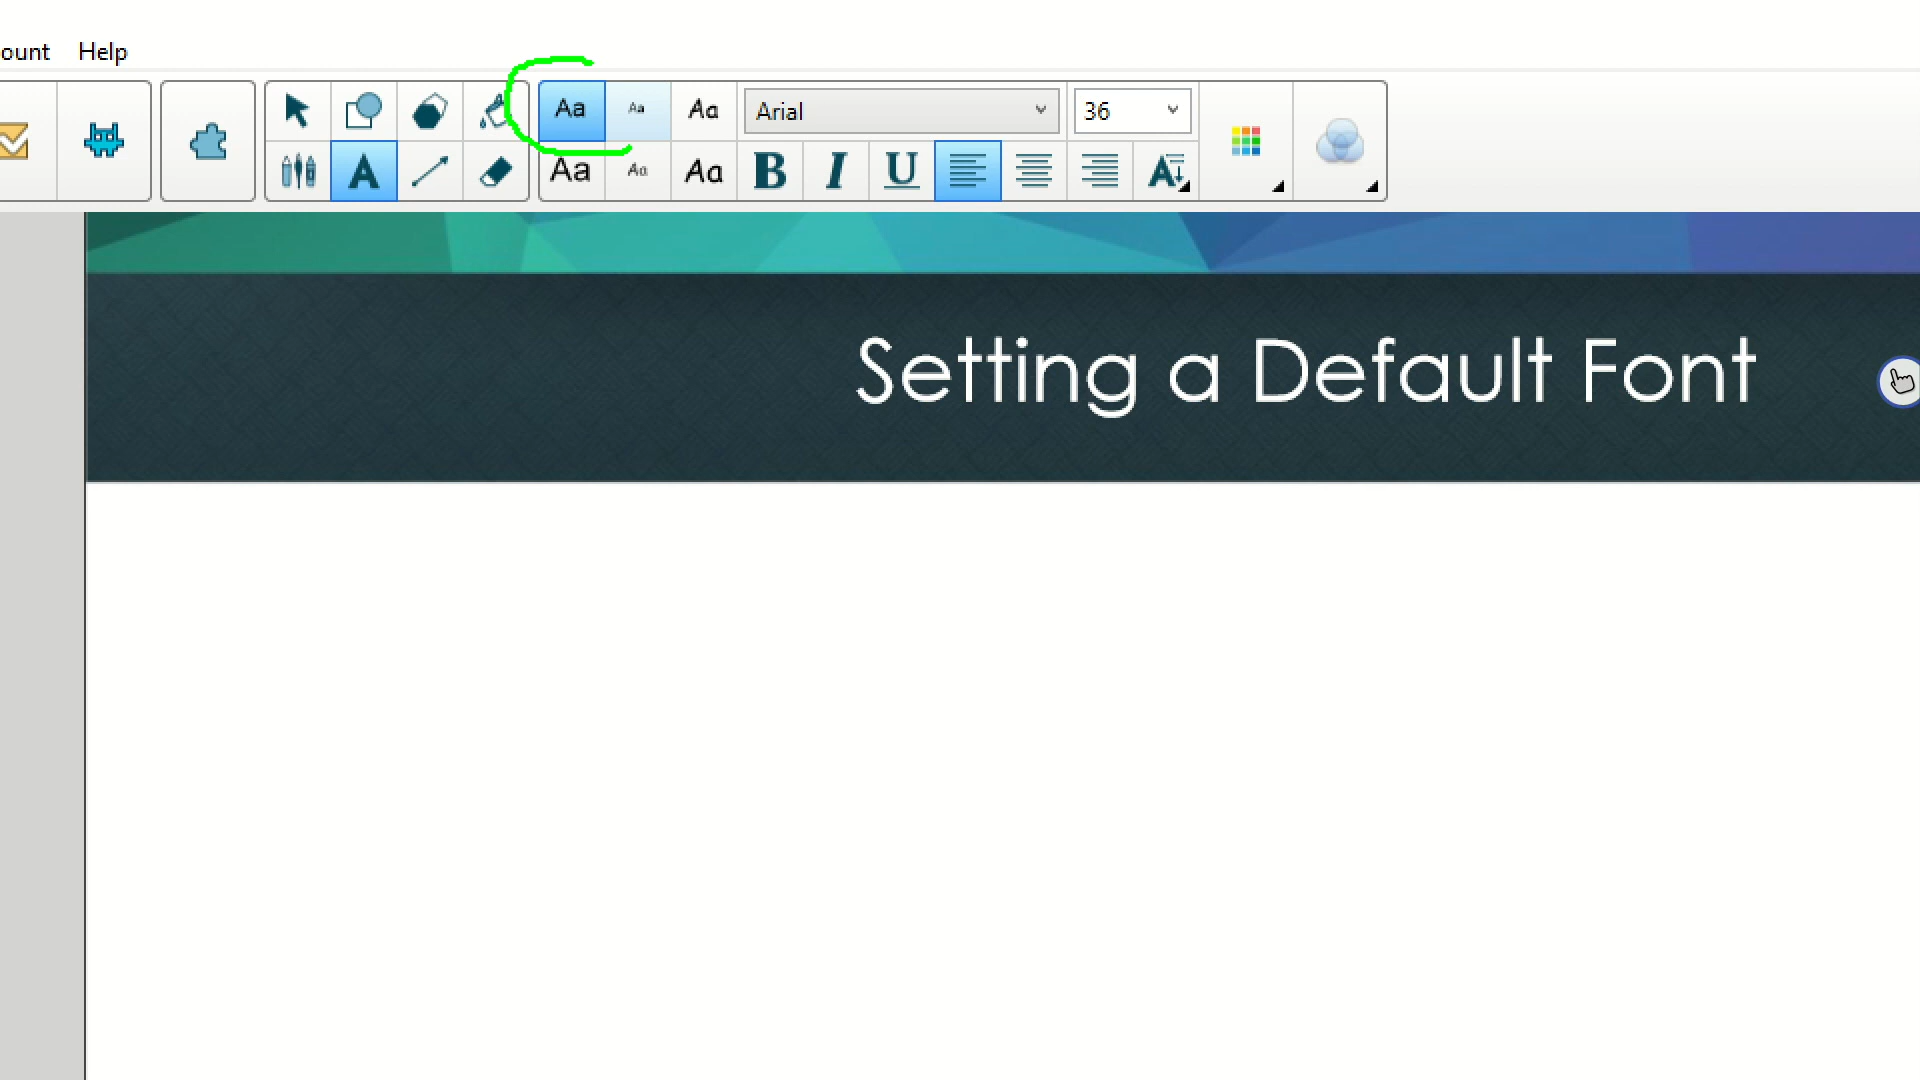 ount Help
Aa Aa Aa Arial 36
Aa Aa Aa B I U A
A
Setting a Default Font